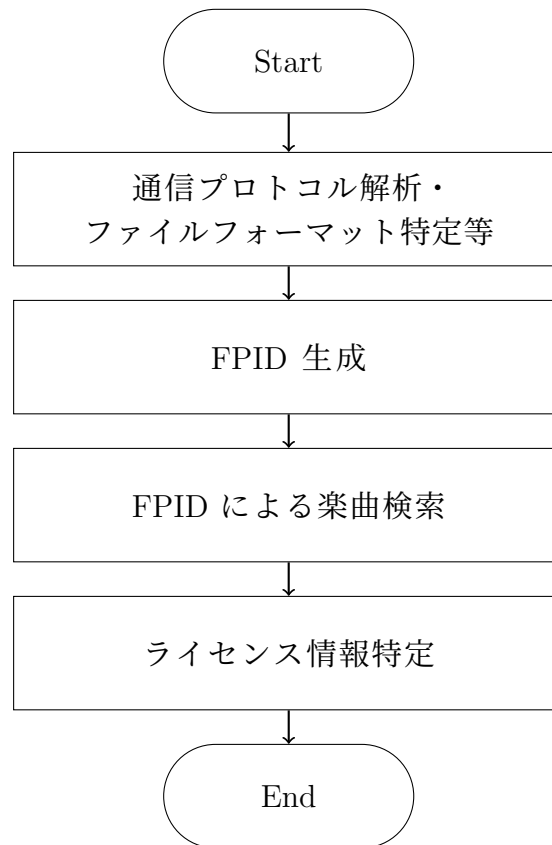 Start
通信プロトコル解析・
ファイルフォーマット特定等
FPID 生成
FPID による楽曲検索
ライセンス情報特定
End